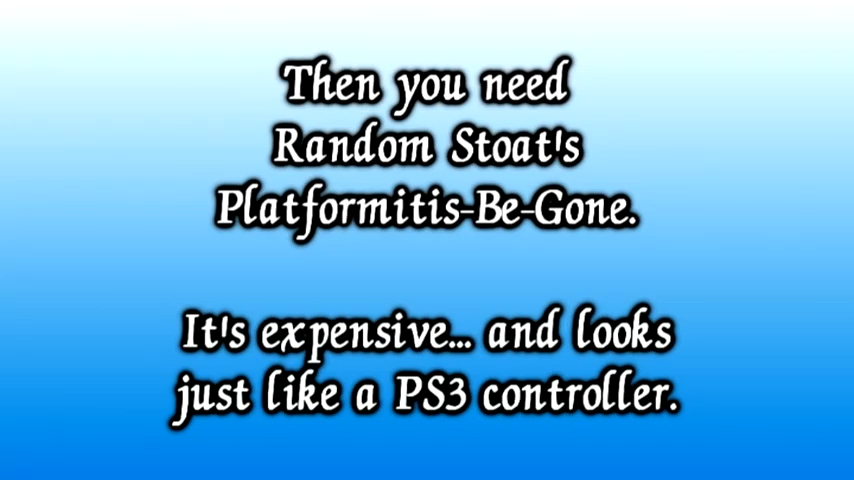 Then you need
Random Stoat's
Platformitis-Be-Gone.
It's expensive... and looks
just like a PS3 controller.